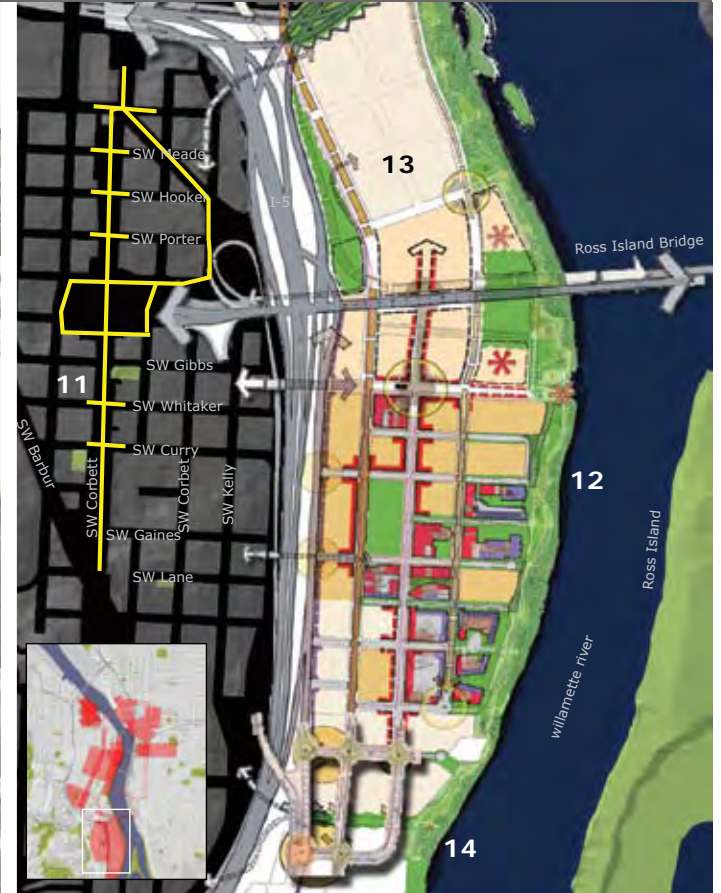 13
SW Meade
I-5
SW Hooker
SW Porter
Ross Island Bridge
SW Gibbs
11
SW Whitaker
SW Barbur
SW Curry
SW Corbett
SW Corbet
SW Kelly
12
SW Gaines
Ross Island
SW Lane
willamette river
14